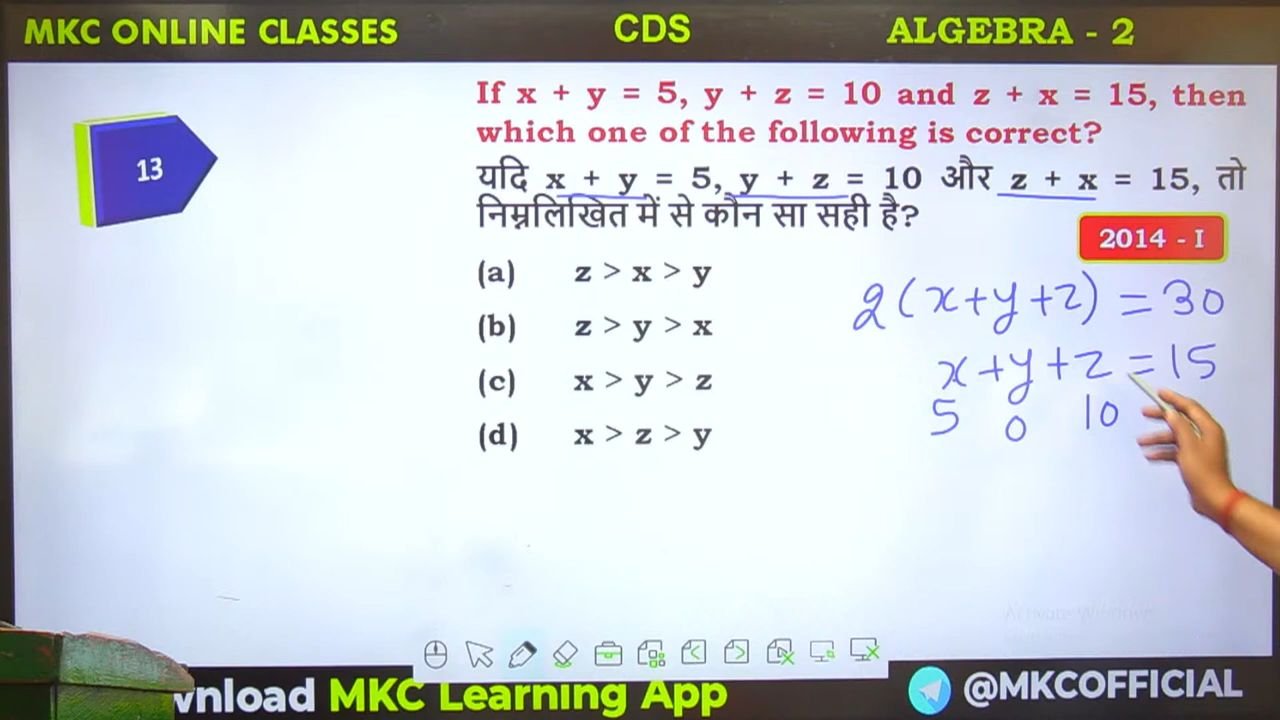 MKC ONLINE CLASSES CDS ALGEBRA - 2
13
If x + y = 5, y + z = 10 and z + x = 15, then
which one of the following is correct?
यदि x + y = 5, y + z = 10 और z + x = 15, तो
निम्नलिखित में से कौन सा सही है?
2014 - I
(a) z > x > y
(b) z > y > x
(c) x > y > z
(d) x > z > y
2(x+y+z) = 30
x+y+z = 15
5 0 10
Activate Windows
wnload MKC Learning App @MKCOFFICIAL